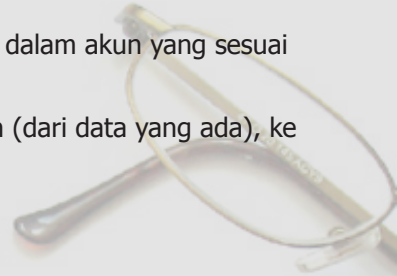 dalam akun yang sesuai
(dari data yang ada), ke